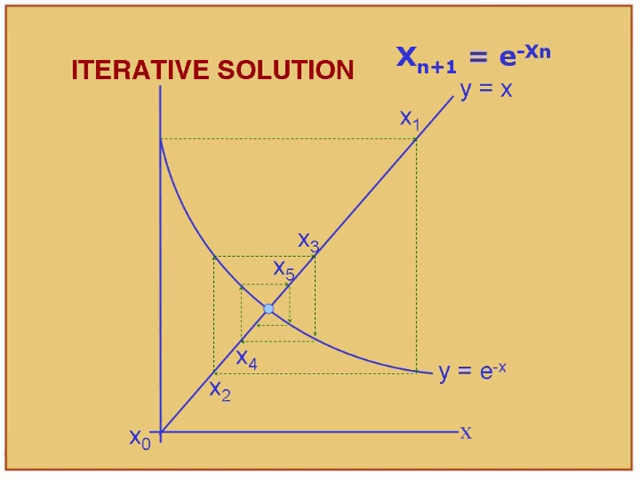 ITERATIVE SOLUTION
Xn+1 = e-Xn
y = x
x1
x3
x5
x4
x2
y = e-x
x0
x